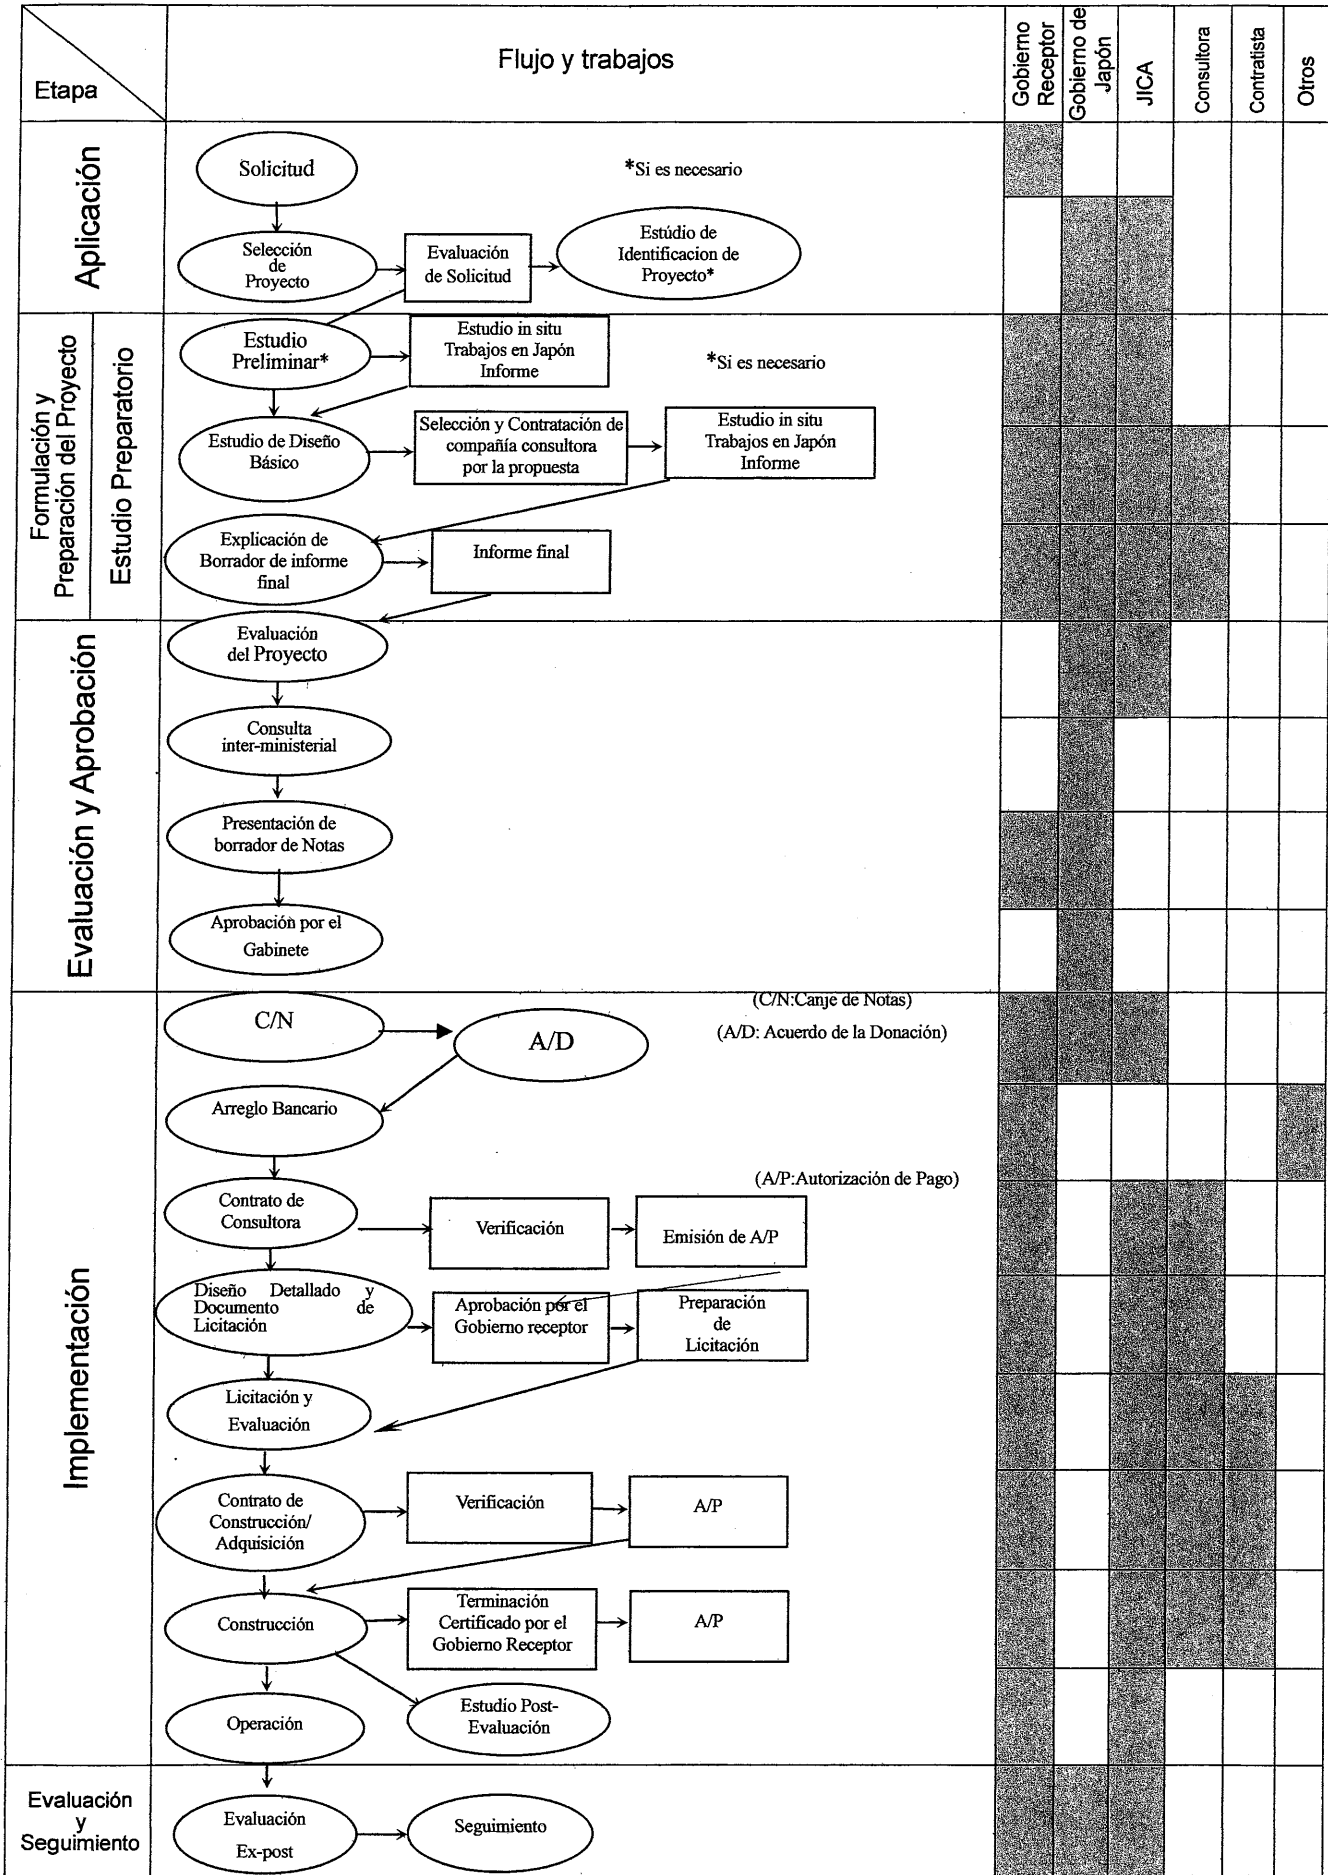 Etapa
Flujo y trabajos
Gobierno
Receptor
Gobierno de
Japón
JICA
Consultora
Contratista
Otros
Aplicación
Solicitud
*Si es necesario
Selección
de
Proyecto
Evaluación
de Solicitud
Estúdio de
Identificacion de
Proyecto*
Formulación y
Preparación del Proyecto
Estudio Preparatorio
Estudio
Preliminar*
Estudio in situ
Trabajos en Japón
Informe
*Si es necesario
Estudio de Diseño
Básico
Selección y Contratación de
compañía consultora
por la propuesta
Estudio in situ
Trabajos en Japón
Informe
Explicación de
Borrador de informe
final
Informe final
Evaluación y Aprobación
Evaluación
del Proyecto
Consulta
inter-ministerial
Presentación de
borrador de Notas
Aprobación por el
Gabinete
Implementación
C/N
A/D
(C/N:Canje de Notas)
(A/D: Acuerdo de la Donación)
Arreglo Bancario
(A/P:Autorización de Pago)
Contrato de
Consultora
Verificación
Emisión de A/P
Diseño Detallado y
Documento de
Licitación
Aprobación por el
Gobierno receptor
Preparación
de
Licitación
Licitación y
Evaluación
Contrato de
Construcción/
Adquisición
Verificación
A/P
Construcción
Terminación
Certificado por el
Gobierno Receptor
A/P
Operación
Estudio Post-
Evaluación
Evaluación
y
Seguimiento
Evaluación
Ex-post
Seguimiento